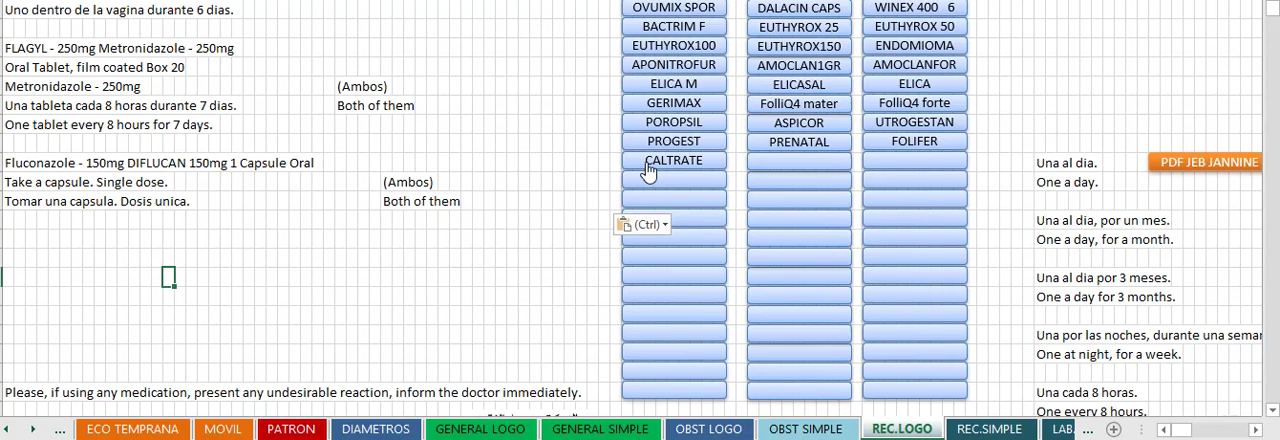 Uno dentro de la vagina durante 6 dias.
FLAGYL - 250mg Metronidazole - 250mg
Oral Tablet, film coated Box 20
Metronidazole - 250mg (Ambos)
Una tableta cada 8 horas durante 7 dias. Both of them
One tablet every 8 hours for 7 days.
Fluconazole - 150mg DIFLUCAN 150mg 1 Capsule Oral
Take a capsule. Single dose. (Ambos)
Tomar una capsula. Dosis unica. Both of them
Please, if using any medication, present any undesirable reaction, inform the doctor immediately.
OVUMIX SPOR DALACIN CAPS WINEX 400 6
BACTRIM F EUTHYROX 25 EUTHYROX 50
EUTHYROX100 EUTHYROX150 ENDOMIOMA
APONITROFUR AMOCLAN1GR AMOCLANFOR
ELICA M ELICASAL ELICA
GERIMAX FolliQ4 mater FolliQ4 forte
POROPSIL ASPICOR UTROGESTAN
PROGEST PRENATAL FOLIFER
CALTRATE
(Ctrl)
Una al dia. PDF JEB JANNINE
One a day.
Una al dia, por un mes.
One a day, for a month.
Una al dia por 3 meses.
One a day for 3 months.
Una por las noches, durante una semar
One at night, for a week.
Una cada 8 horas.
One every 8 hours.
... ECO TEMPRANA MOVIL PATRON DIAMETROS GENERAL LOGO GENERAL SIMPLE OBST LOGO OBST SIMPLE REC.LOGO REC.SIMPLE LAB. ...